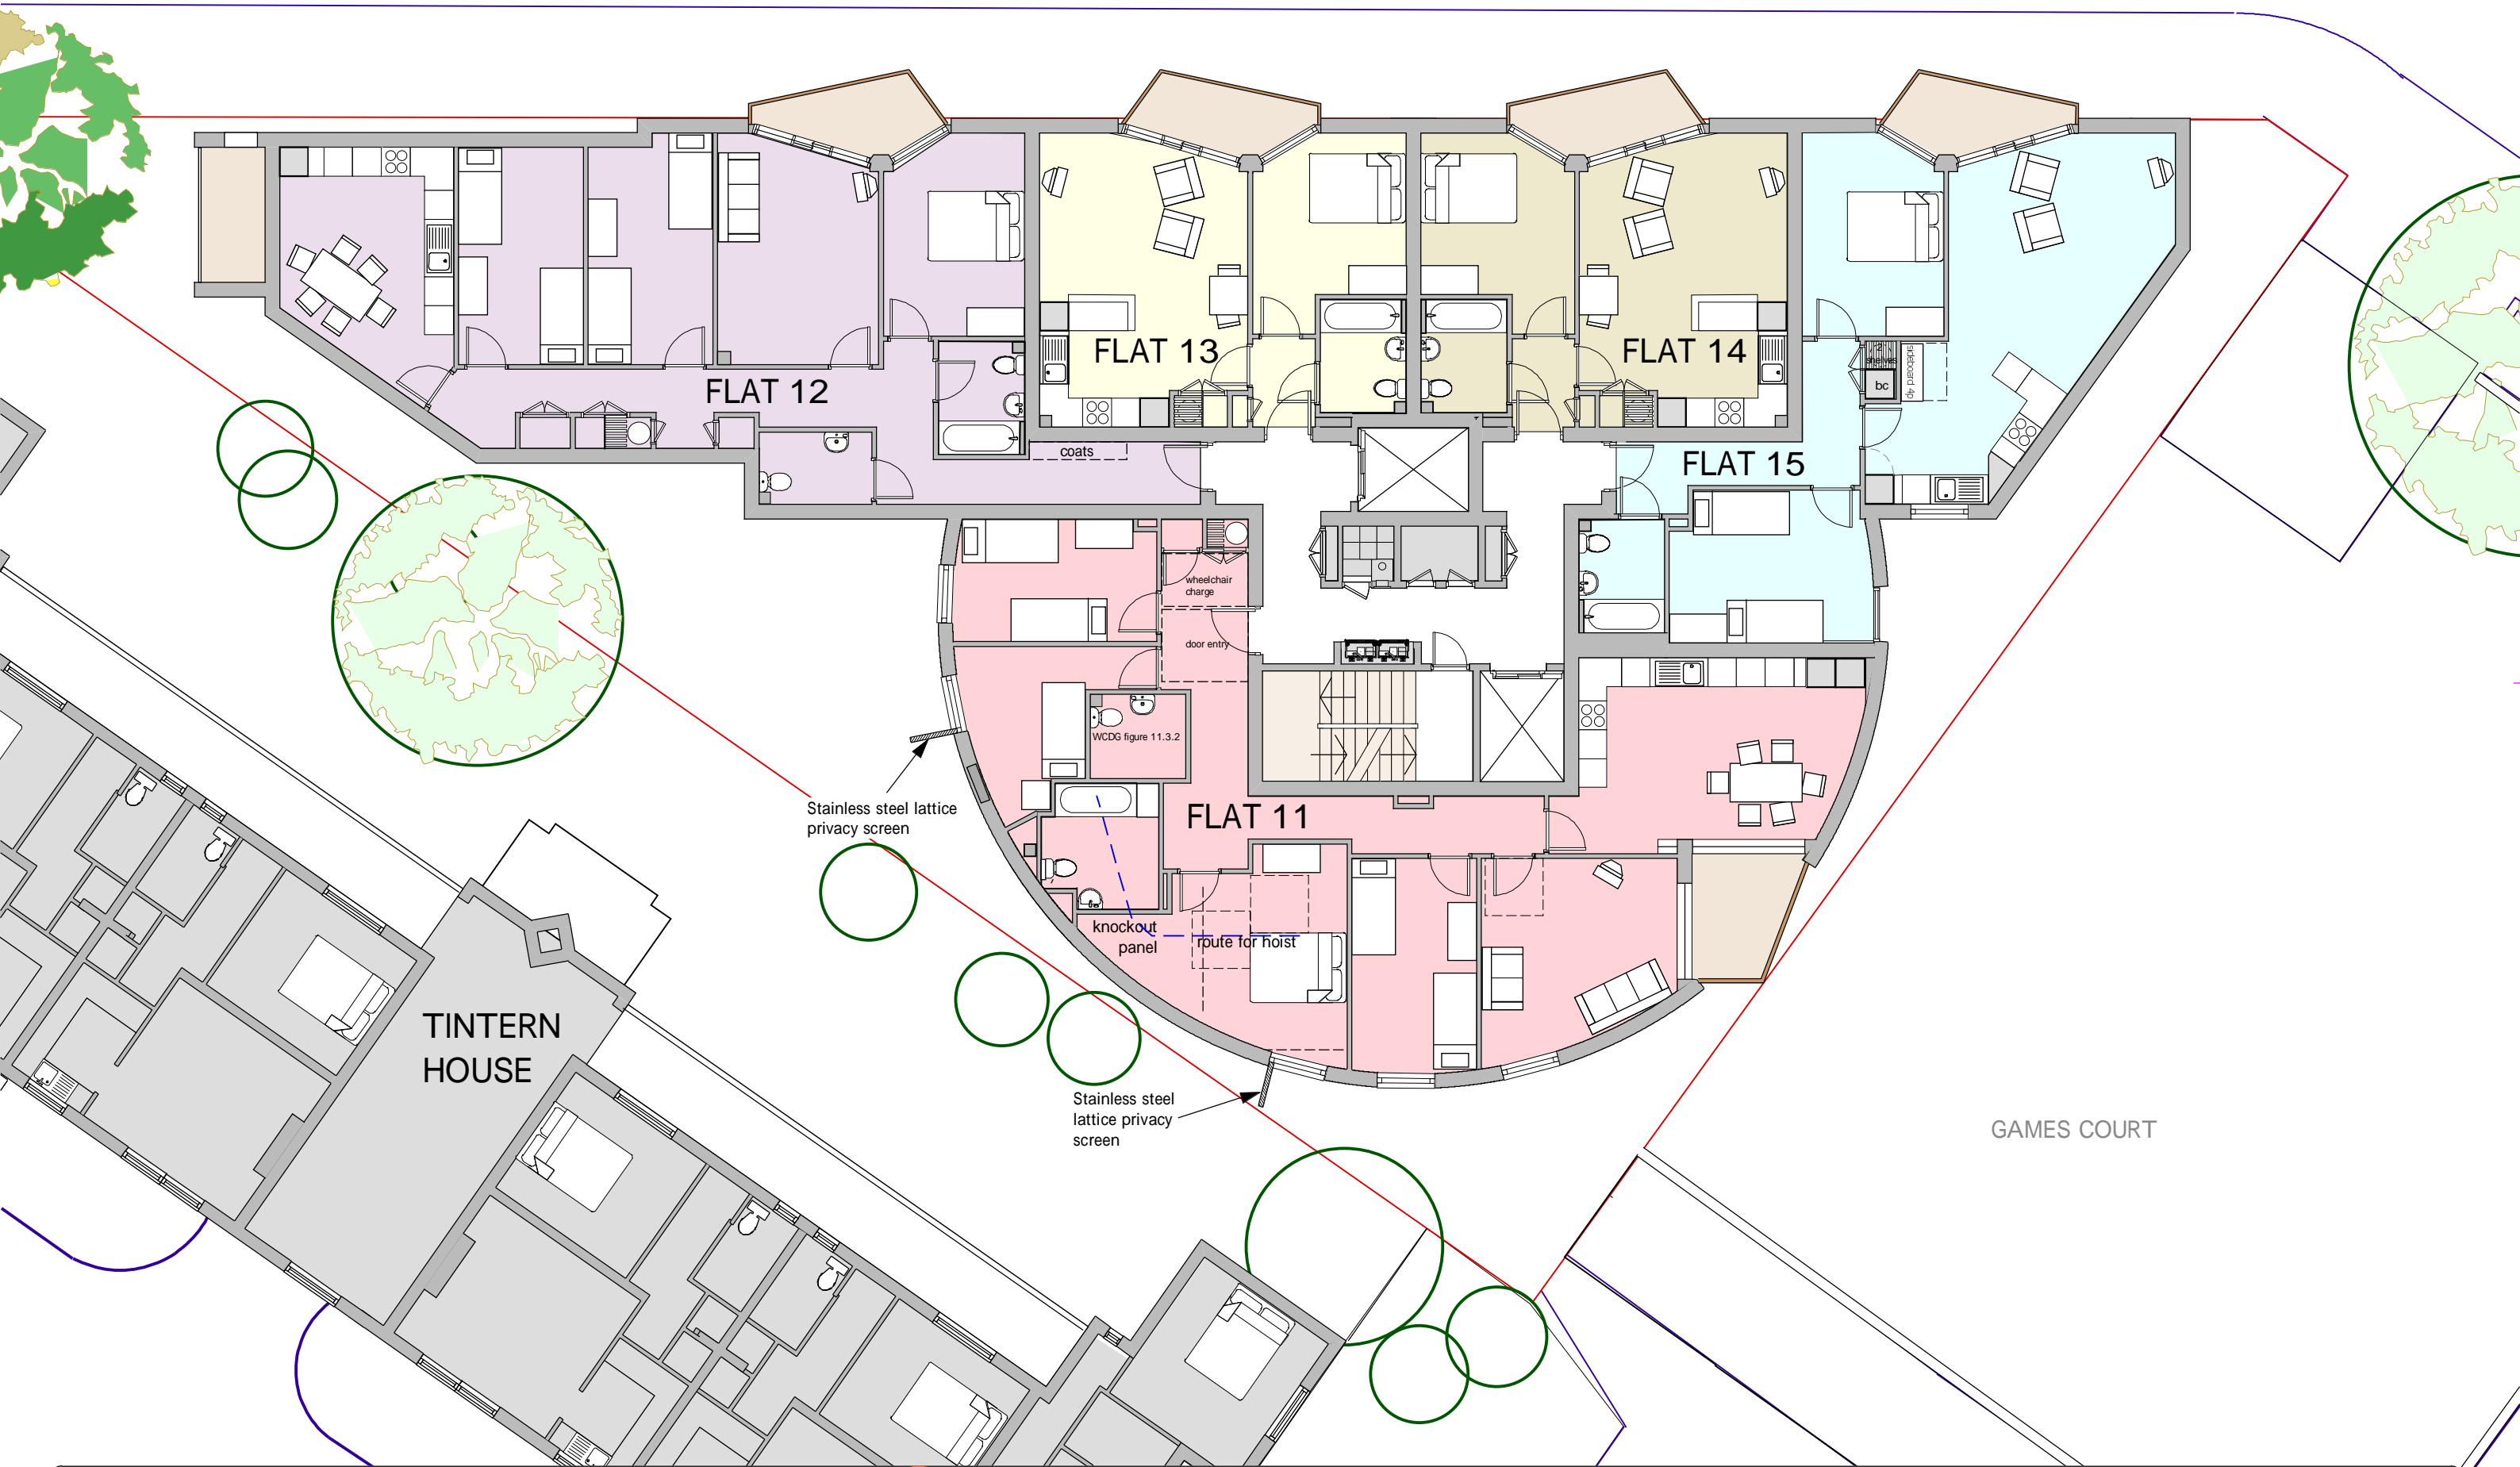 FLAT 13
FLAT 14
FLAT 12
2
shelves
bc
sideboard 4p
coats
FLAT 15
wheelchair
charge
door entry
WCDG figure 11.3.2
Stainless steel lattice
privacy screen
FLAT 11
knockout
panel
route for hoist
TINTERN
HOUSE
Stainless steel
lattice privacy
screen
GAMES COURT